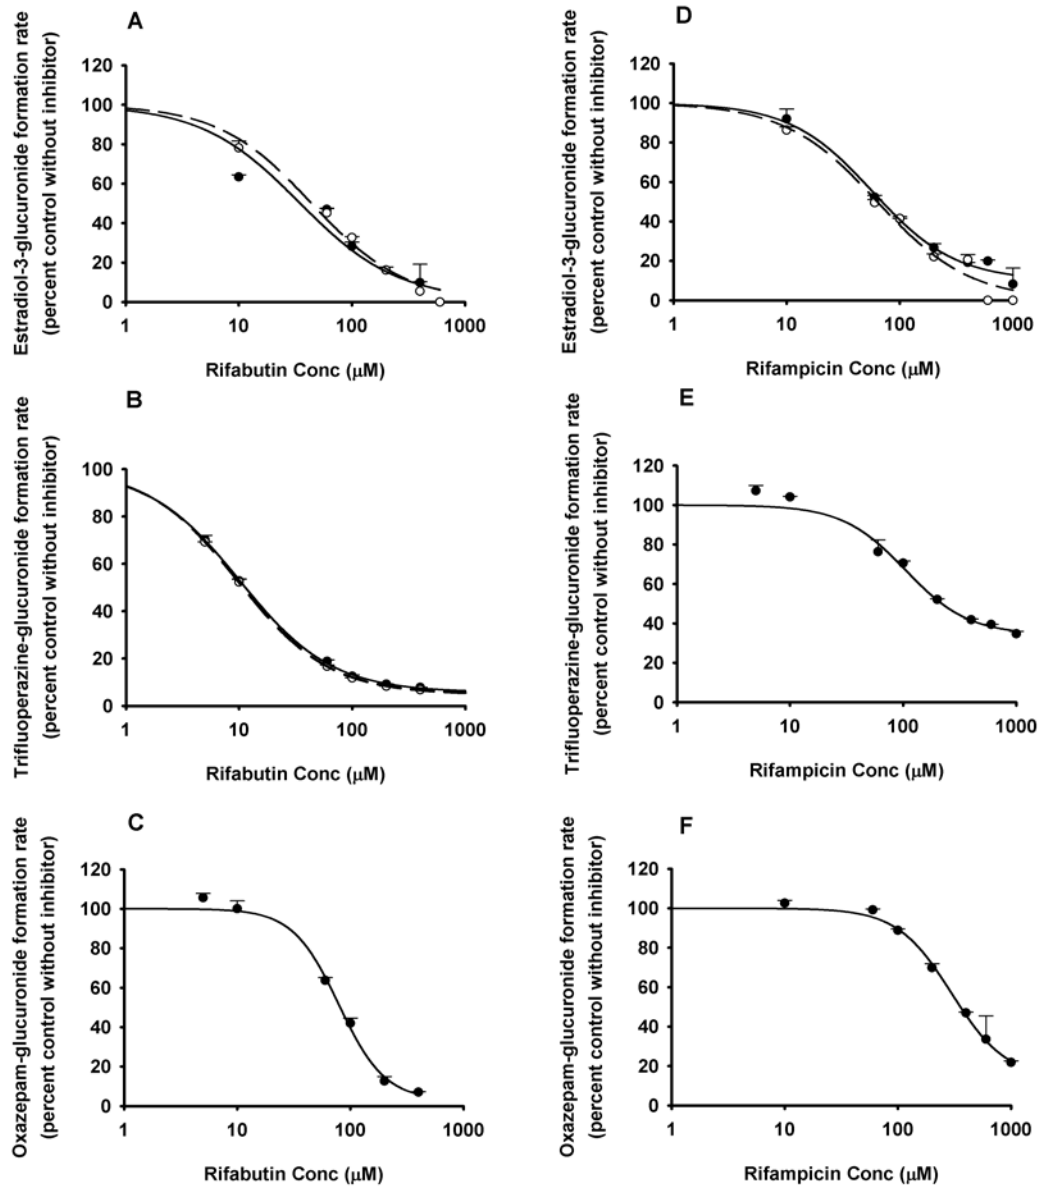 A
Estradiol-3-glucuronide formation rate
(percent control without inhibitor)
120
100
80
60
40
20
0
1 10 100 1000
Rifabutin Conc (μM)
D
Estradiol-3-glucuronide formation rate
(percent control without inhibitor)
120
100
80
60
40
20
0
1 10 100 1000
Rifampicin Conc (μM)
B
Trifluoperazine-glucuronide formation rate
(percent control without inhibitor)
100
80
60
40
20
0
1 10 100 1000
Rifabutin Conc (μM)
E
Trifluoperazine-glucuronide formation rate
(percent control without inhibitor)
120
100
80
60
40
20
0
1 10 100 1000
Rifampicin Conc (μM)
C
Oxazepam-glucuronide formation rate
(percent control without inhibitor)
120
100
80
60
40
20
0
1 10 100 1000
Rifabutin Conc (μM)
F
Oxazepam-glucuronide formation rate
(percent control without inhibitor)
120
100
80
60
40
20
0
1 10 100 1000
Rifampicin Conc (μM)